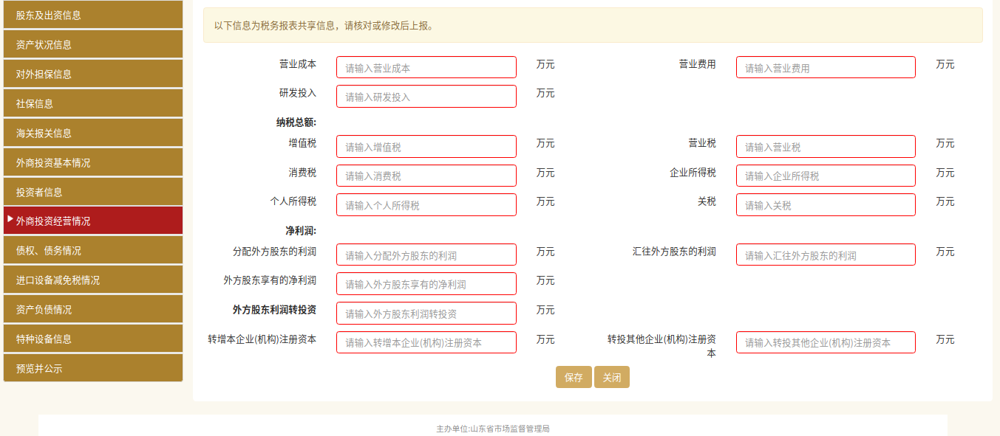 股东及出资信息
资产状况信息
对外担保信息
社保信息
海关报关信息
外商投资基本情况
投资者信息
外商投资经营情况
债权、债务情况
进口设备减免税情况
资产负债情况
特种设备信息
预览并公示
以下信息为税务报表共享信息，请核对或修改后上报。
营业成本 请输入营业成本 万元 营业费用 请输入营业费用 万元
研发投入 请输入研发投入 万元
纳税总额:
增值税 请输入增值税 万元 营业税 请输入营业税 万元
消费税 请输入消费税 万元 企业所得税 请输入企业所得税 万元
个人所得税 请输入个人所得税 万元 关税 请输入关税 万元
净利润:
分配外方股东的利润 请输入分配外方股东的利润 万元 汇往外方股东的利润 请输入汇往外方股东的利润 万元
外方股东享有的净利润 请输入外方股东享有的净利润 万元
外方股东利润转投资 请输入外方股东利润转投资 万元
转增本企业(机构)注册资本 请输入转增本企业(机构)注册资本 万元 转投其他企业(机构)注册资 请输入转投其他企业(机构)注册资本 万元
本
保存 关闭
主办单位:山东省市场监督管理局